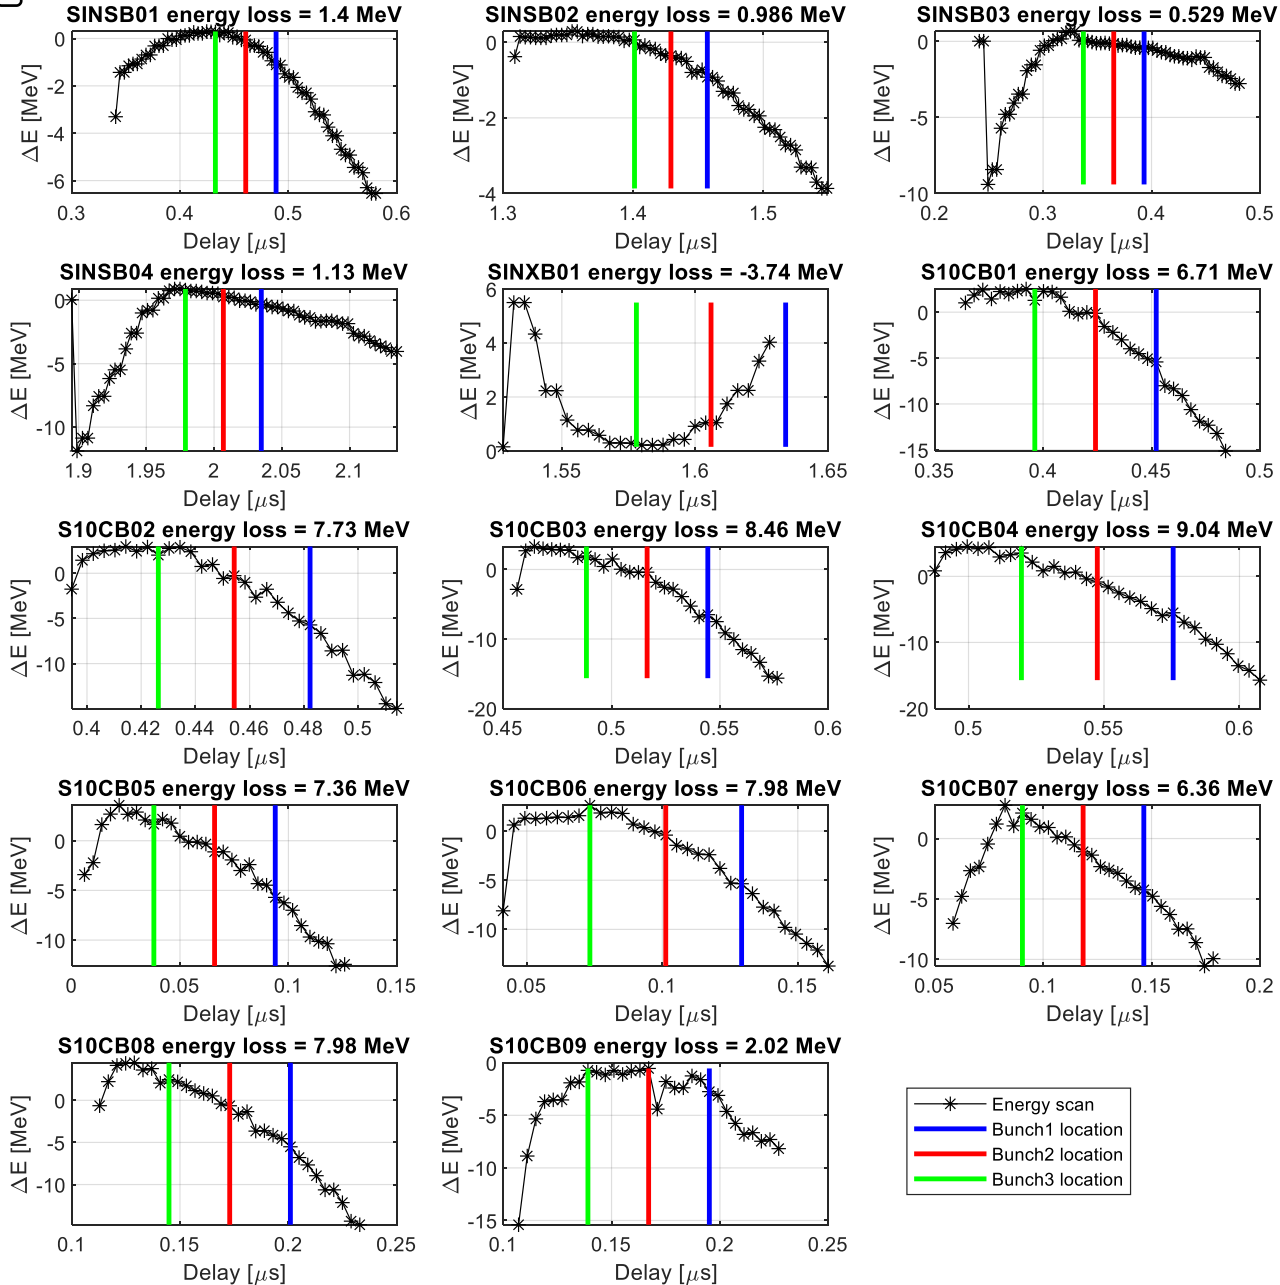 SINSB01 energy loss = 1.4 MeV
ΔE [MeV]
0
-2
-4
-6
0.3 0.4 0.5 0.6
Delay [μs]
SINSB02 energy loss = 0.986 MeV
ΔE [MeV]
0
-2
-4
1.3 1.4 1.5
Delay [μs]
SINSB03 energy loss = 0.529 MeV
ΔE [MeV]
0
-5
-10
0.2 0.3 0.4 0.5
Delay [μs]
SINSB04 energy loss = 1.13 MeV
ΔE [MeV]
0
-5
-10
1.9 1.95 2 2.05 2.1
Delay [μs]
SINXB01 energy loss = -3.74 MeV
ΔE [MeV]
6
4
2
0
1.55 1.6 1.65
Delay [μs]
S10CB01 energy loss = 6.71 MeV
ΔE [MeV]
0
-5
-10
-15
0.35 0.4 0.45 0.5
Delay [μs]
S10CB02 energy loss = 7.73 MeV
ΔE [MeV]
0
-5
-10
0.4 0.42 0.44 0.46 0.48 0.5
Delay [μs]
S10CB03 energy loss = 8.46 MeV
ΔE [MeV]
0
-10
-20
0.45 0.5 0.55 0.6
Delay [μs]
S10CB04 energy loss = 9.04 MeV
ΔE [MeV]
0
-10
-20
0.5 0.55 0.6
Delay [μs]
S10CB05 energy loss = 7.36 MeV
ΔE [MeV]
0
-5
-10
0 0.05 0.1 0.15
Delay [μs]
S10CB06 energy loss = 7.98 MeV
ΔE [MeV]
0
-5
-10
0.05 0.1 0.15
Delay [μs]
S10CB07 energy loss = 6.36 MeV
ΔE [MeV]
0
-5
-10
0.05 0.1 0.15 0.2
Delay [μs]
S10CB08 energy loss = 7.98 MeV
ΔE [MeV]
0
-5
-10
0.1 0.15 0.2 0.25
Delay [μs]
S10CB09 energy loss = 2.02 MeV
ΔE [MeV]
0
-5
-10
-15
0.1 0.15 0.2 0.25
Delay [μs]
Energy scan
Bunch1 location
Bunch2 location
Bunch3 location